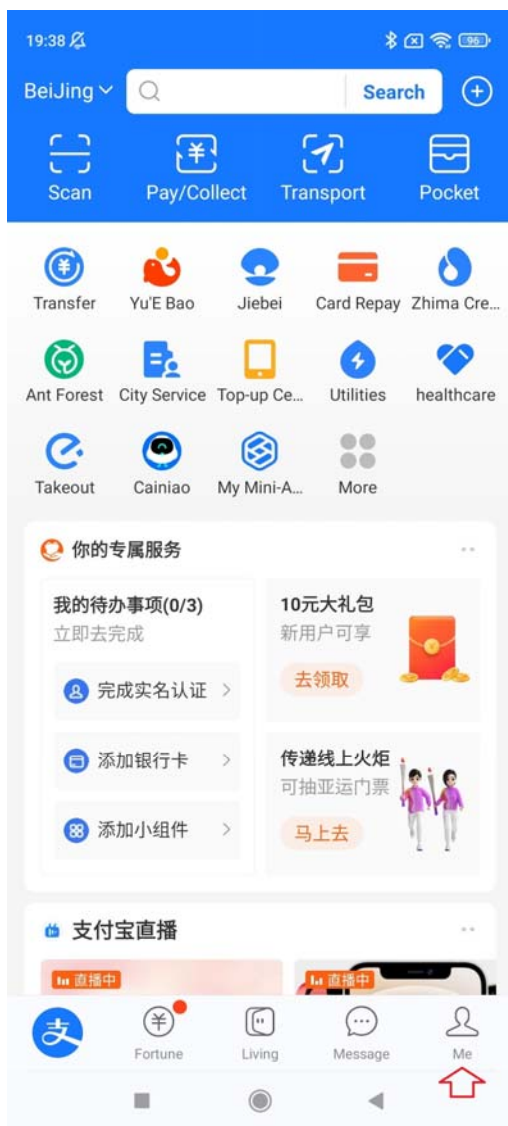 19:38
96
BeiJing
Search
Scan
Pay/Collect
Transport
Pocket
Transfer
Yu'E Bao
Jiebei
Card Repay
Zhima Cre...
Ant Forest
City Service
Top-up Ce...
Utilities
healthcare
Takeout
Cainiao
My Mini-A...
More
你的专属服务
我的待办事项(0/3)
立即去完成
完成实名认证
添加银行卡
添加小组件
10元大礼包
新用户可享
去领取
传递线上火炬
可抽亚运门票
马上去
支付宝直播
直播中
直播中
支
Fortune
Living
Message
Me